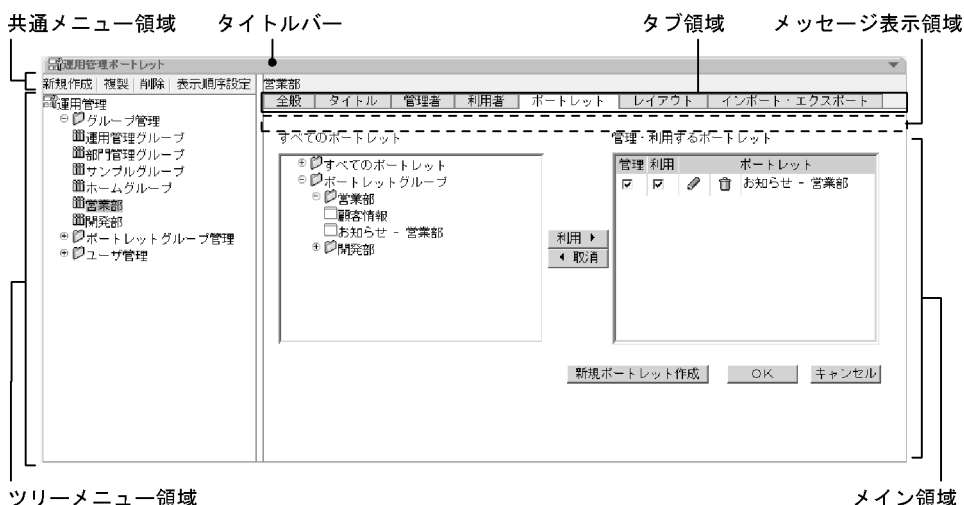 共通メニュー領域 タイトルバー タブ領域 メッセージ表示領域
運用管理ポートレット
新規作成 複製 削除 表示順序設定 営業部
全般 タイトル 管理者 利用者 ポートレット レイアウト インポート・エクスポート
運用管理
グループ管理
運用管理グループ
部門管理グループ
サンプルグループ
ホームグループ
営業部
開発部
ポートレットグループ管理
ユーザ管理
すべてのポートレット
すべてのポートレット
ポートレットグループ
営業部
顧客情報
お知らせ - 営業部
開発部
利用
取消
管理・利用するポートレット
管理 利用 ポートレット
お知らせ - 営業部
新規ポートレット作成 OK キャンセル
ツリーメニュー領域 メイン領域